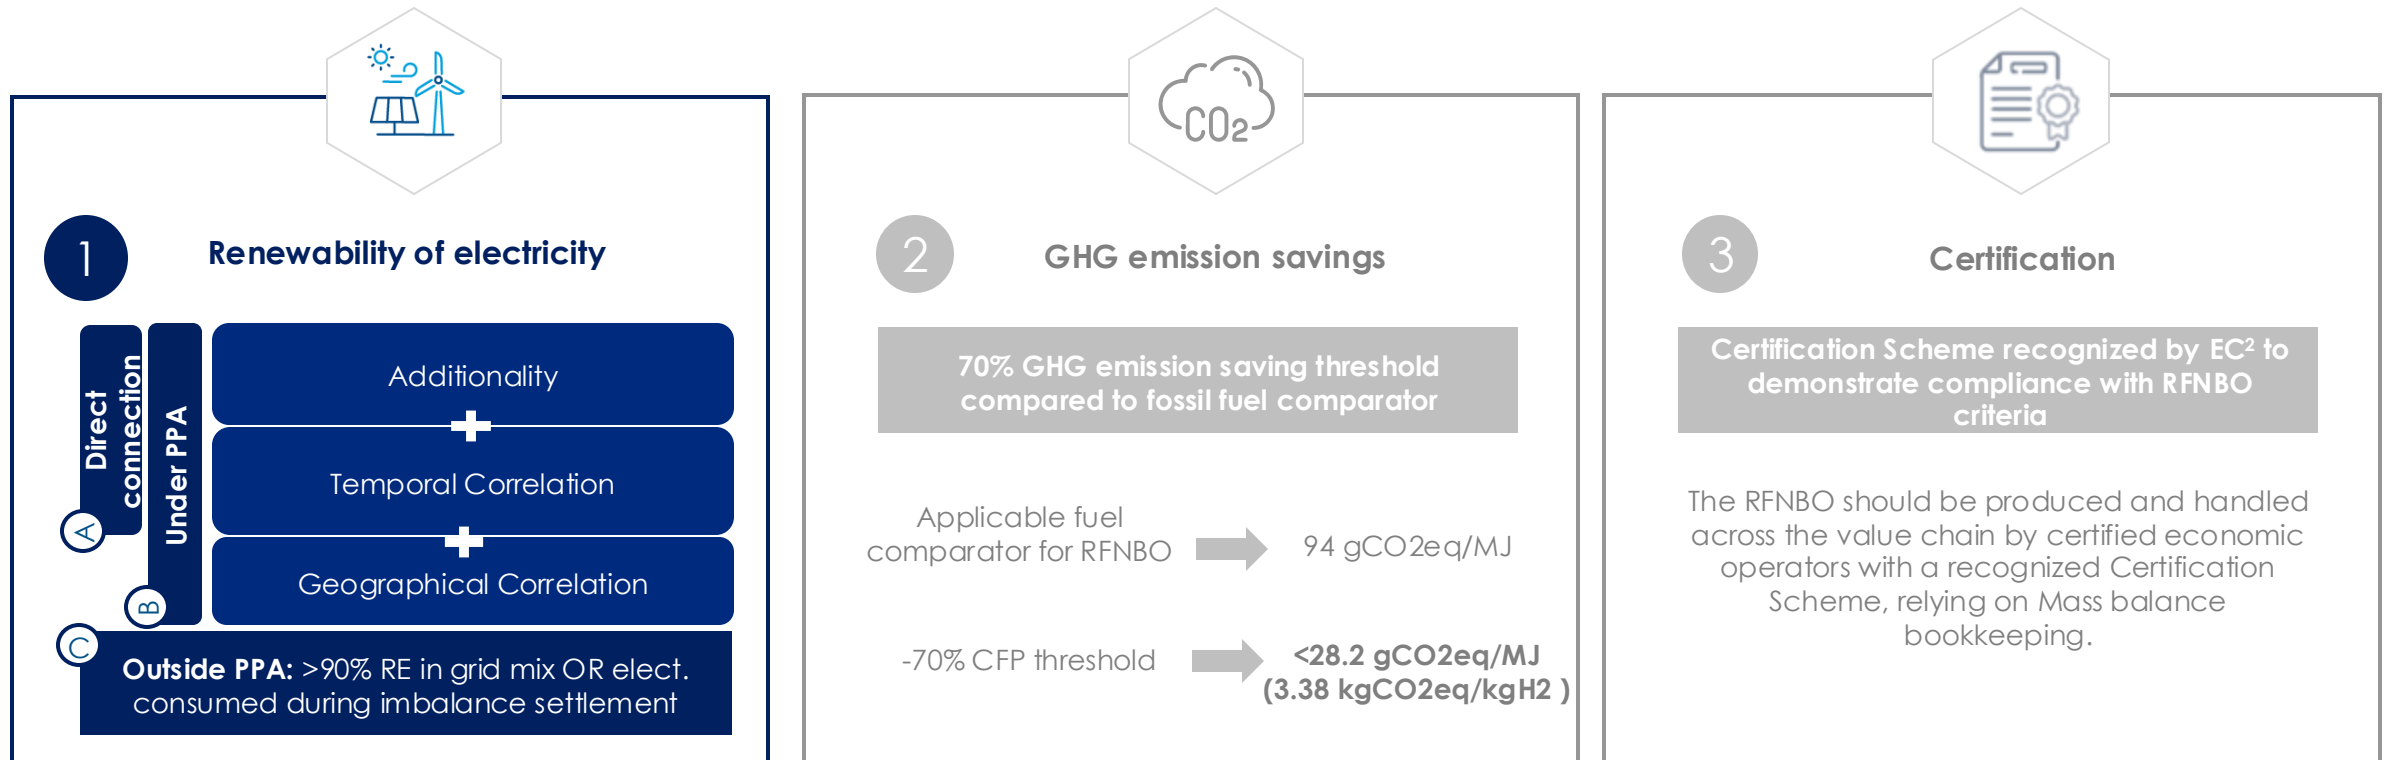 CO2
1
Renewability of electricity
Direct
connection
Under PPA
Additionality
Temporal Correlation
Geographical Correlation
A
B
C
Outside PPA: >90% RE in grid mix OR elect.
consumed during imbalance settlement
2
GHG emission savings
70% GHG emission saving threshold
compared to fossil fuel comparator
Applicable fuel
comparator for RFNBO
94 gCO2eq/MJ
-70% CFP threshold
<28.2 gCO2eq/MJ
(3.38 kgCO2eq/kgH2 )
3
Certification
Certification Scheme recognized by EC² to
demonstrate compliance with RFNBO
criteria
The RFNBO should be produced and handled
across the value chain by certified economic
operators with a recognized Certification
Scheme, relying on Mass balance
bookkeeping.